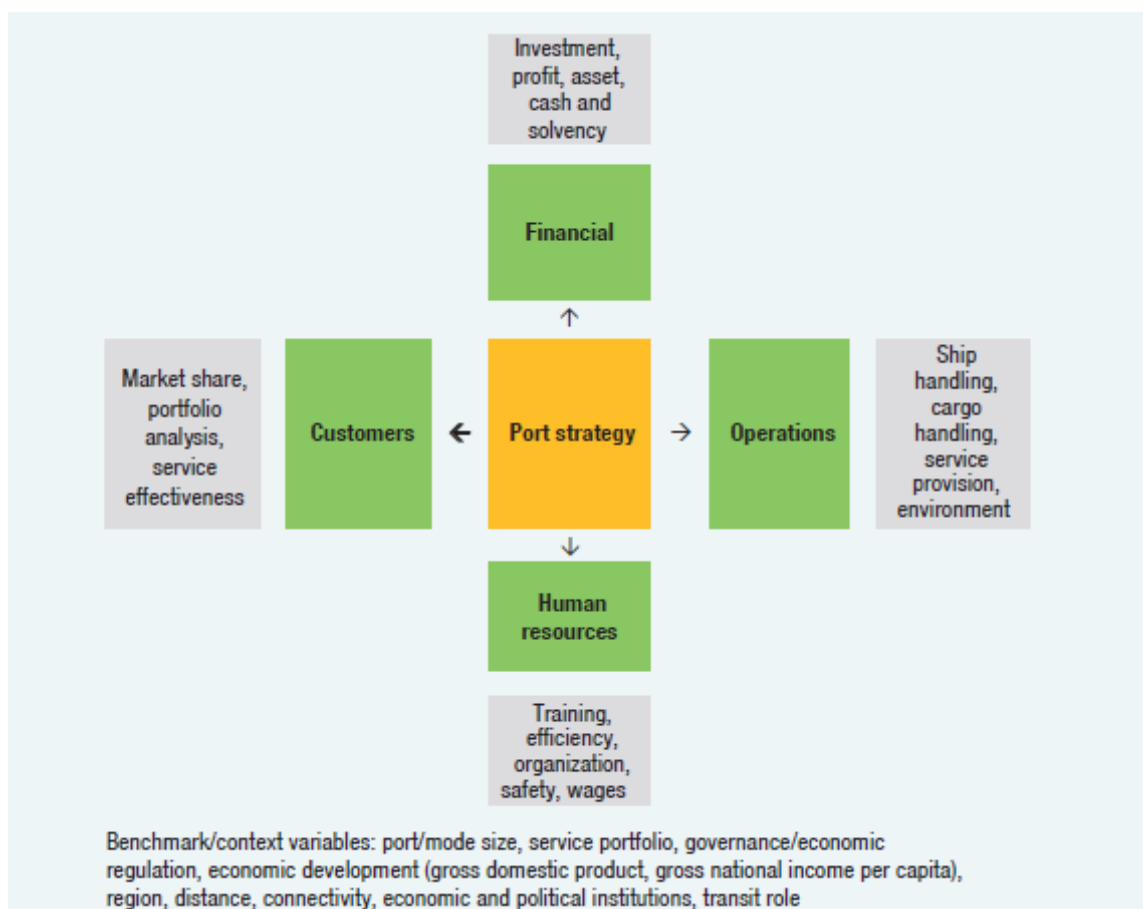 Investment,
profit, asset,
cash and
solvency
Financial
↑
Market share,
portfolio
analysis,
service
effectiveness
Customers
←
Port strategy
→
Operations
Ship
handling,
cargo
handling,
service
provision,
environment
↓
Human
resources
Training,
efficiency,
organization,
safety, wages
Benchmark/context variables: port/mode size, service portfolio, governance/economic
regulation, economic development (gross domestic product, gross national income per capita),
region, distance, connectivity, economic and political institutions, transit role